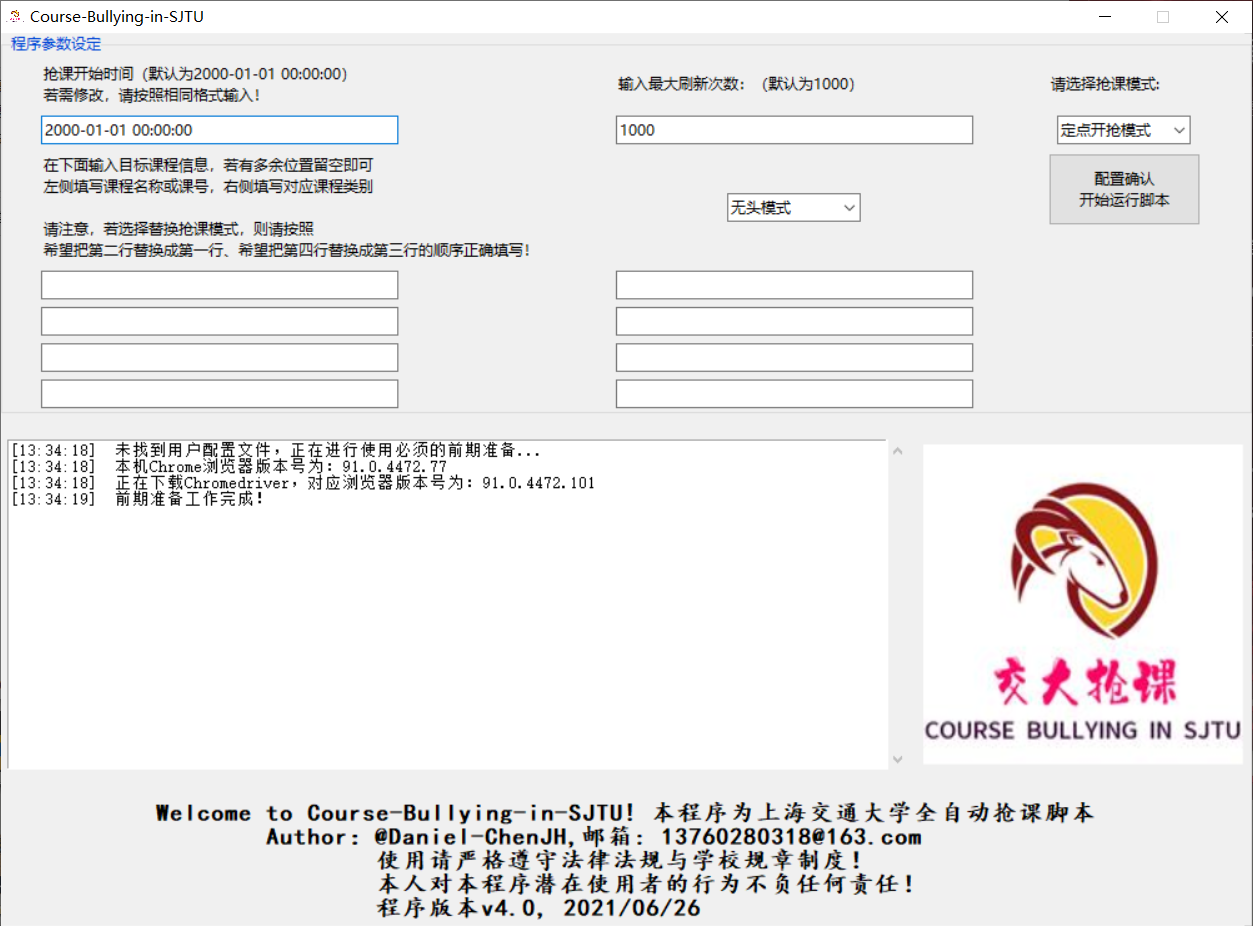 Course-Bullying-in-SJTU
程序参数设定
抢课开始时间（默认为2000-01-01 00:00:00）
若需修改，请按照相同格式输入！
输入最大刷新次数：（默认为1000）
请选择抢课模式:
2000-01-01 00:00:00
1000
定点开抢模式
在下面输入目标课程信息，若有多余位置留空即可
左侧填写课程名称或课号，右侧填写对应课程类别
配置确认
开始运行脚本
无头模式
请注意，若选择替换抢课模式，则请按照
希望把第二行替换成第一行、希望把第四行替换成第三行的顺序正确填写！
[13:34:18] 未找到用户配置文件，正在进行使用必须的前期准备...
[13:34:18] 本机Chrome浏览器版本号为: 91.0.4472.77
[13:34:18] 正在下载Chromedriver，对应浏览器版本号为: 91.0.4472.101
[13:34:19] 前期准备工作完成!
交大抢课
COURSE BULLYING IN SJTU
Welcome to Course-Bullying-in-SJTU! 本程序为上海交通大学全自动抢课脚本
Author: @Daniel-ChenJH,邮箱: 13760280318@163.com
使用请严格遵守法律法规与学校规章制度!
本人对本程序潜在使用者的行为不负任何责任!
程序版本v4.0, 2021/06/26